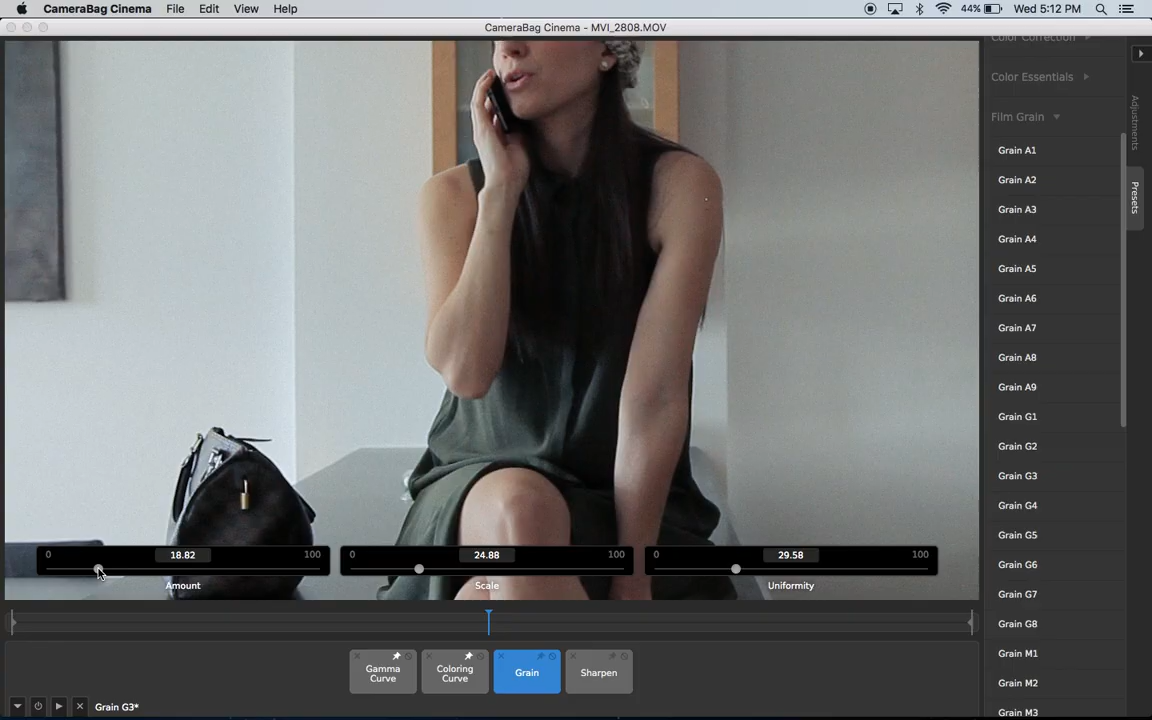 CameraBag Cinema File Edit View Help 44% Wed 5:12 PM
CameraBag Cinema - MVI_2808.MOV
Color Correction
Color Essentials
Film Grain
Adjustments
Presets
Grain A1
Grain A2
Grain A3
Grain A4
Grain A5
Grain A6
Grain A7
Grain A8
Grain A9
Grain G1
Grain G2
Grain G3
Grain G4
Grain G5
Grain G6
Grain G7
Grain G8
Grain M1
Grain M2
Grain M3
0 18.82 100
Amount
0 24.88 100
Scale
0 29.58 100
Uniformity
Gamma
Curve
Coloring
Curve
Grain
Sharpen
Grain G3*